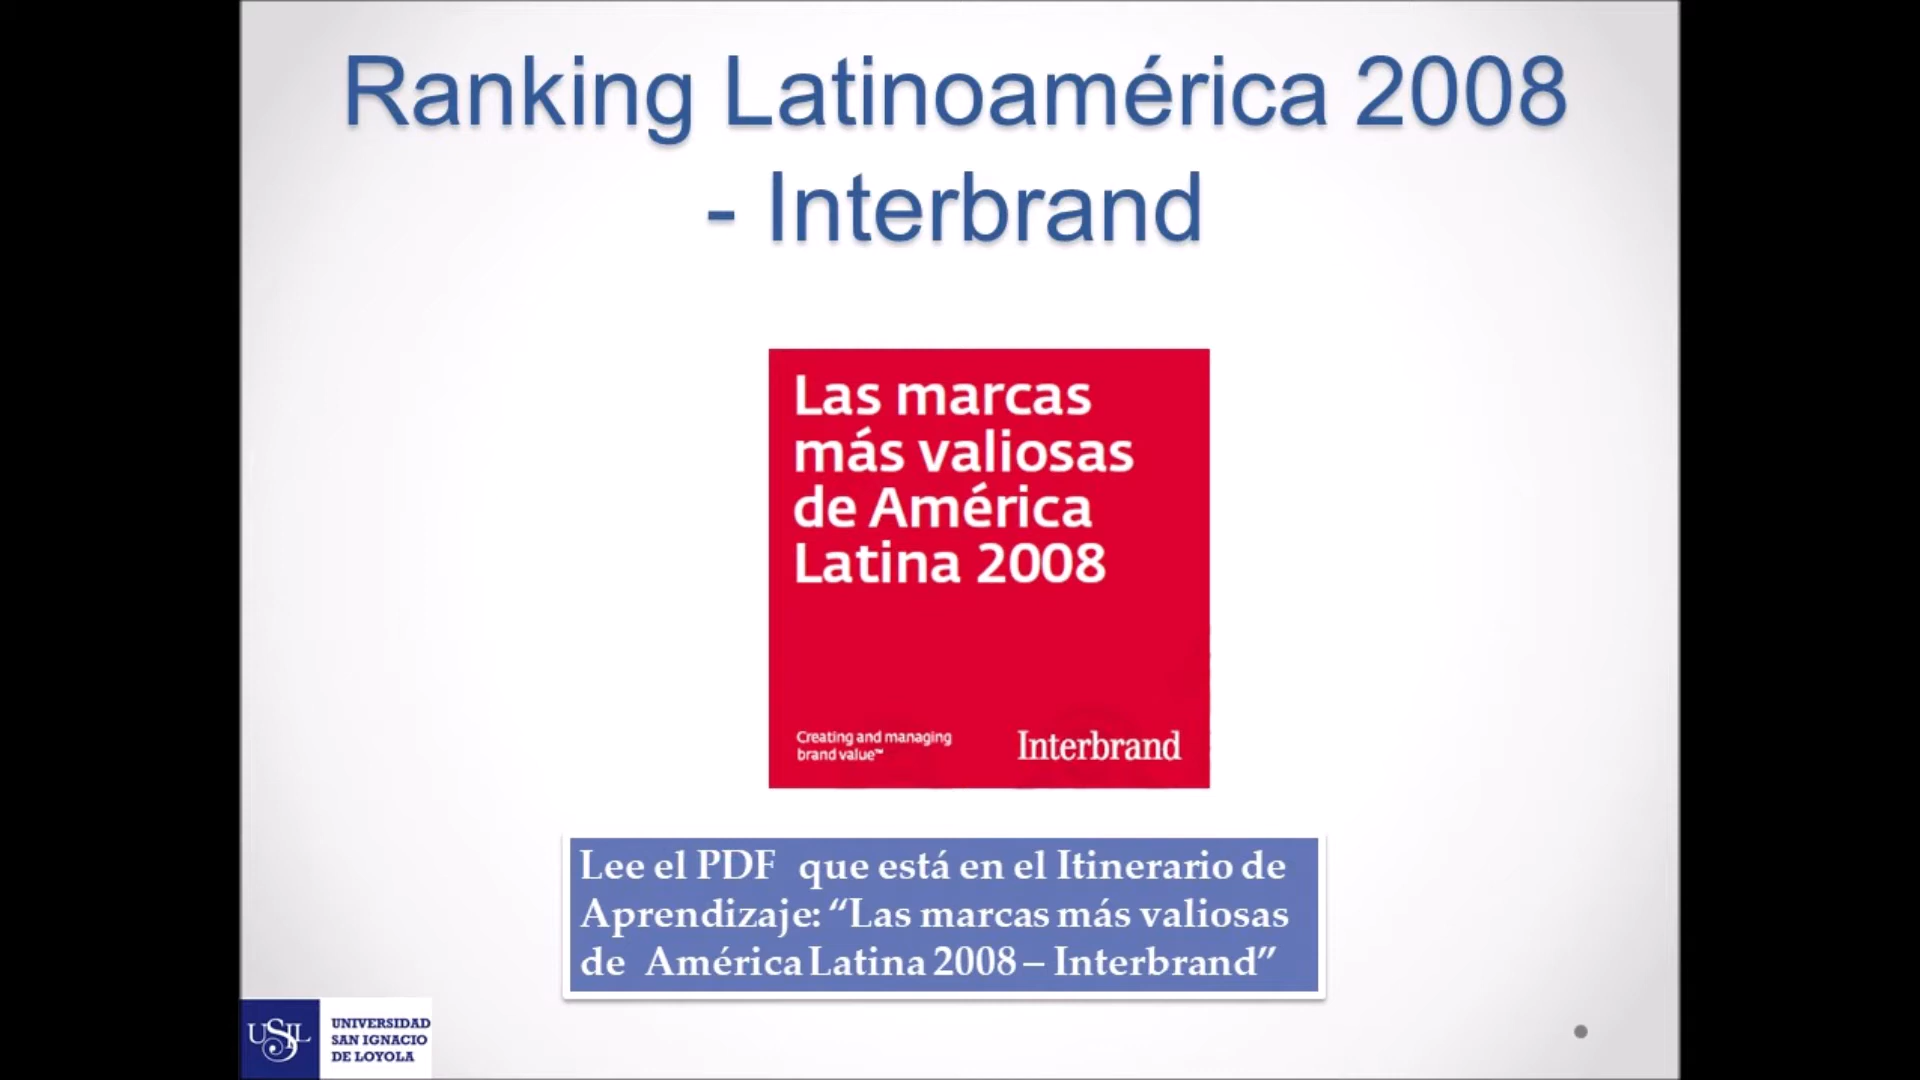 Ranking Latinoamérica 2008
- Interbrand
Las marcas
más valiosas
de América
Latina 2008
Creating and managing
brand value™
Interbrand
Lee el PDF que está en el Itinerario de
Aprendizaje: “Las marcas más valiosas
de América Latina 2008 – Interbrand”
USIL
UNIVERSIDAD
SAN IGNACIO
DE LOYOLA